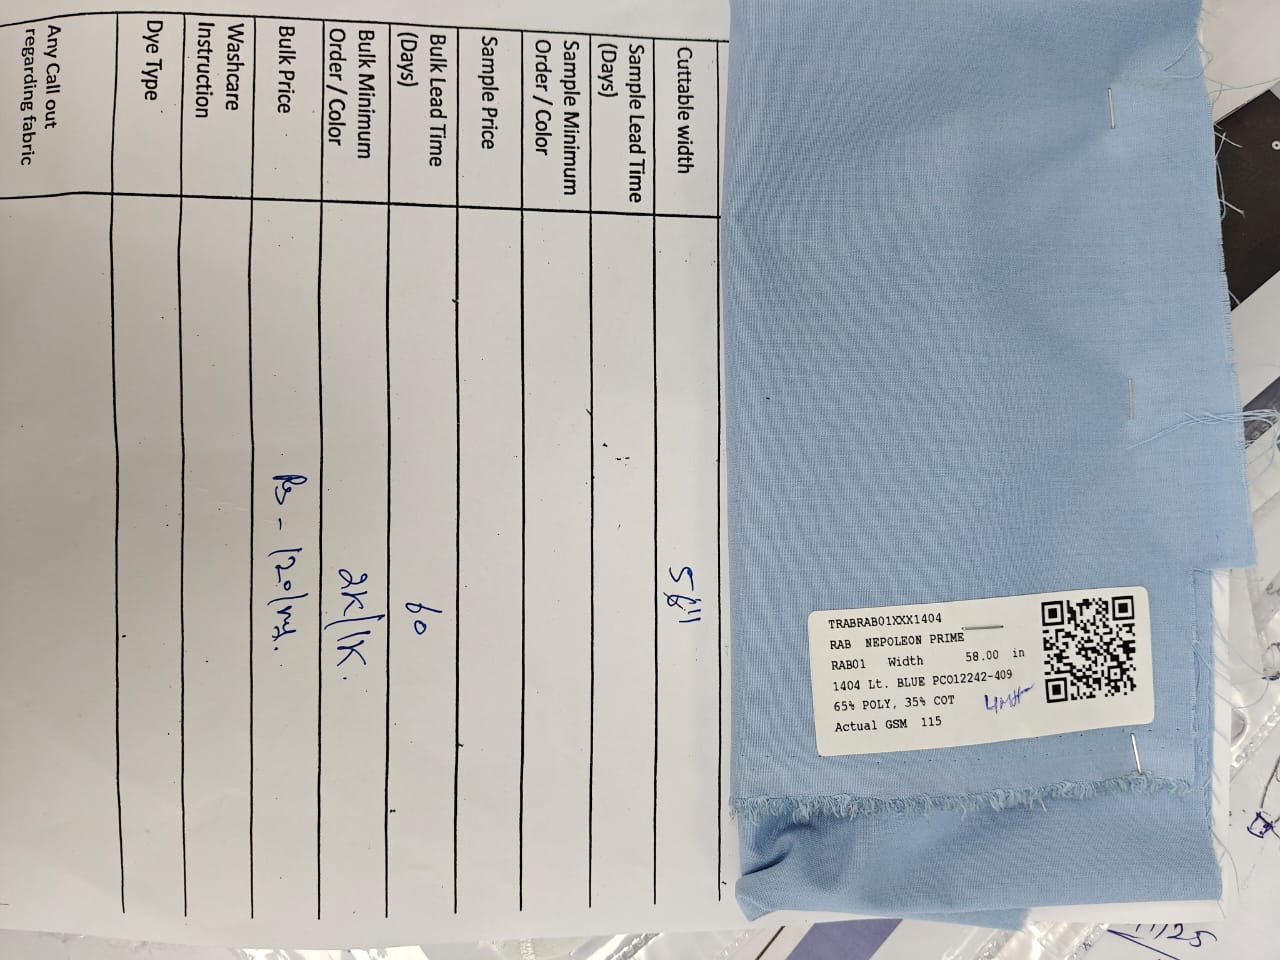 TRABRAB01XXX1404
RAB NEPOLEON PRIME
RAB01 Width 58.00 in
1404 Lt. BLUE PC012242-409
65% POLY, 35% COT
Actual GSM 115
Cuttable width 56"
Sample Lead Time
(Days)
Sample Minimum
Order / Color
Sample Price
Bulk Lead Time
(Days) 60
Bulk Minimum
Order / Color 2K/1K.
Bulk Price Rs - 120/md.
Washcare
Instruction
Dye Type
Any Call out
regarding fabric